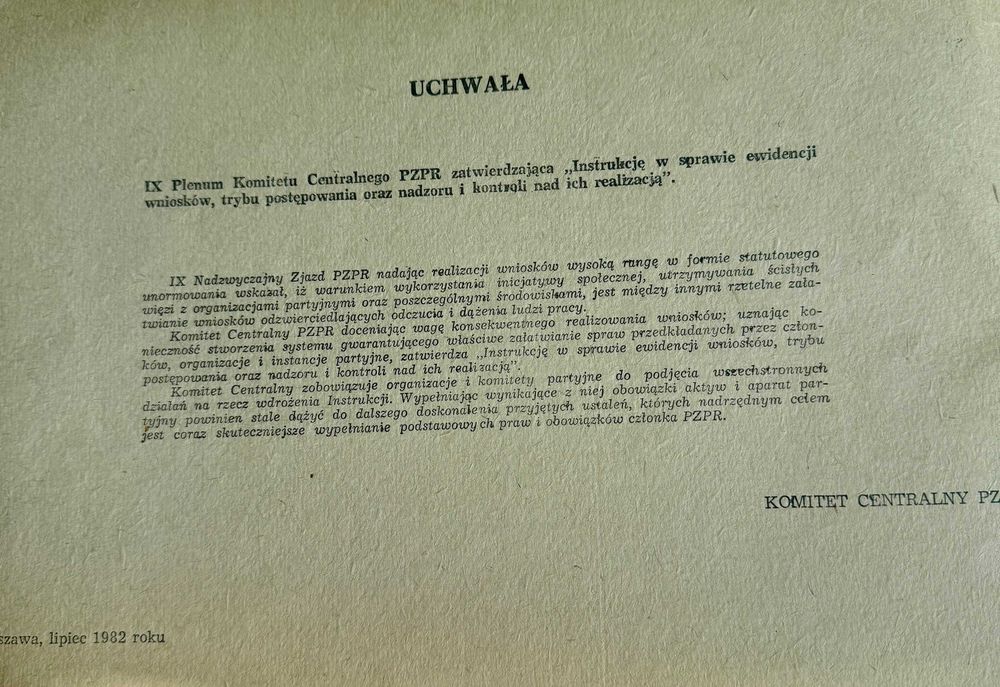 UCHWAŁA
IX Plenum Komitetu Centralnego PZPR zatwierdzająca „Instrukcję w sprawie ewidencji
wniosków, trybu postępowania oraz nadzoru i kontroli nad ich realizacją”.
IX Nadzwyczajny Zjazd PZPR nadając realizacji wniosków wysoką rangę w formie statutowego
unormowania wskazał, iż warunkiem wykorzystania inicjatywy społecznej, utrzymywania ścisłych
więzi z organizacjami partyjnymi oraz poszczególnymi środowiskami, jest między innymi rzetelne zała-
twianie wniosków odzwierciedlających odczucia i dążenia ludzi pracy.
Komitet Centralny PZPR doceniając wagę konsekwentnego realizowania wniosków; uznając ko-
nieczność stworzenia systemu gwarantującego właściwe załatwianie spraw przedkładanych przez człon-
ków, organizacje i instancje partyjne, zatwierdza „Instrukcję w sprawie ewidencji wniosków, trybu
postępowania oraz nadzoru i kontroli nad ich realizacją”.
Komitet Centralny zobowiązuje organizacje i komitety partyjne do podjęcia wszechstronnych
działań na rzecz wdrożenia Instrukcji. Wypełniając wynikające z niej obowiązki aktyw i aparat par-
tyjny powinien stale dążyć do dalszego doskonalenia przyjętych ustaleń, których nadrzędnym celem
jest coraz skuteczniejsze wypełnianie podstawowych praw i obowiązków członka PZPR.
KOMITET CENTRALNY PZ
szawa, lipiec 1982 roku